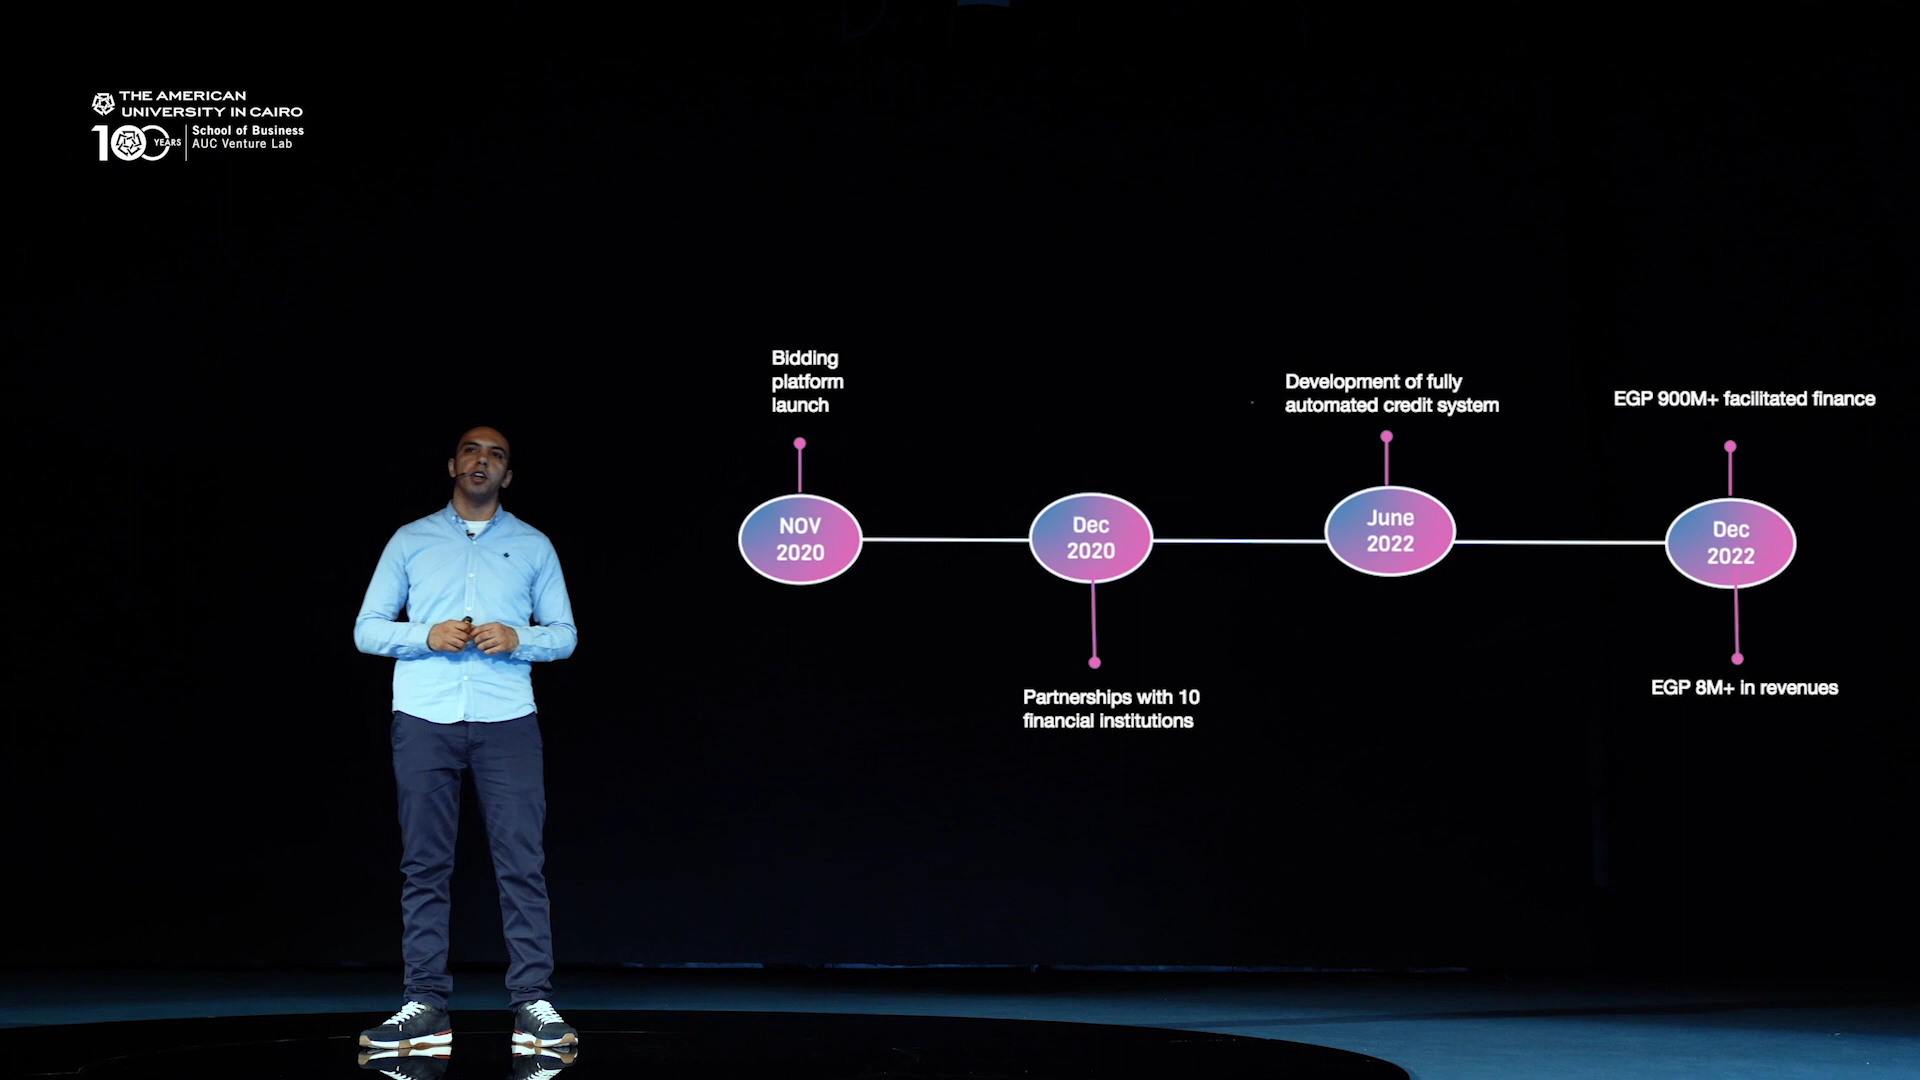 THE AMERICAN
UNIVERSITY IN CAIRO
100 YEARS
School of Business
AUC Venture Lab
Bidding
platform
launch
NOV
2020
Dec
2020
Partnerships with 10
financial institutions
Development of fully
automated credit system
June
2022
EGP 900M+ facilitated finance
Dec
2022
EGP 8M+ in revenues